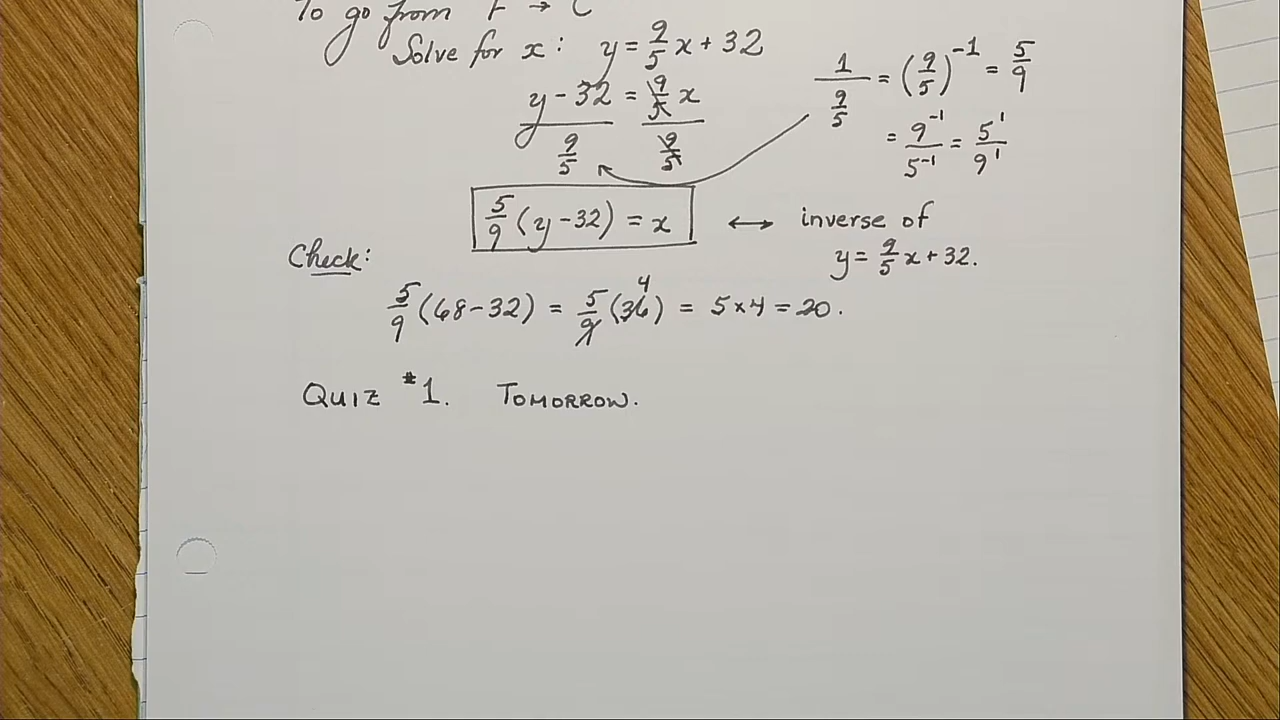 To go from F → C
Solve for x: y = 9/5 x + 32
y - 32 = 9/5 x
9/5 9/5
1 / 9/5 = (9/5)^-1 = 5/9
= 9^-1 / 5^-1 = 5^1 / 9^1
5/9 (y - 32) = x ↔ inverse of
y = 9/5 x + 32.
Check:
5/9 (68 - 32) = 5/9 (36) 4 = 5 × 4 = 20.
QUIZ #1. TOMORROW.